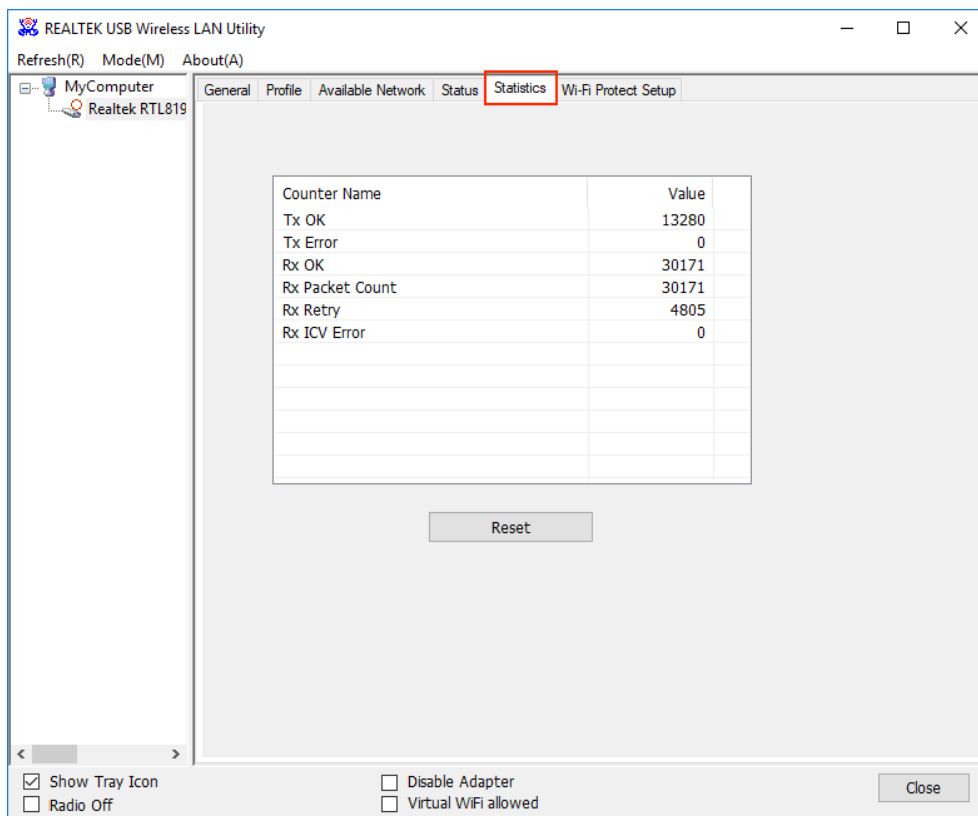 REALTEK USB Wireless LAN Utility
Refresh(R) Mode(M) About(A)
MyComputer
Realtek RTL819
General Profile Available Network Status Statistics Wi-Fi Protect Setup
Counter Name Value
Tx OK 13280
Tx Error 0
Rx OK 30171
Rx Packet Count 30171
Rx Retry 4805
Rx ICV Error 0
Reset
Show Tray Icon Disable Adapter
Radio Off Virtual WiFi allowed
Close